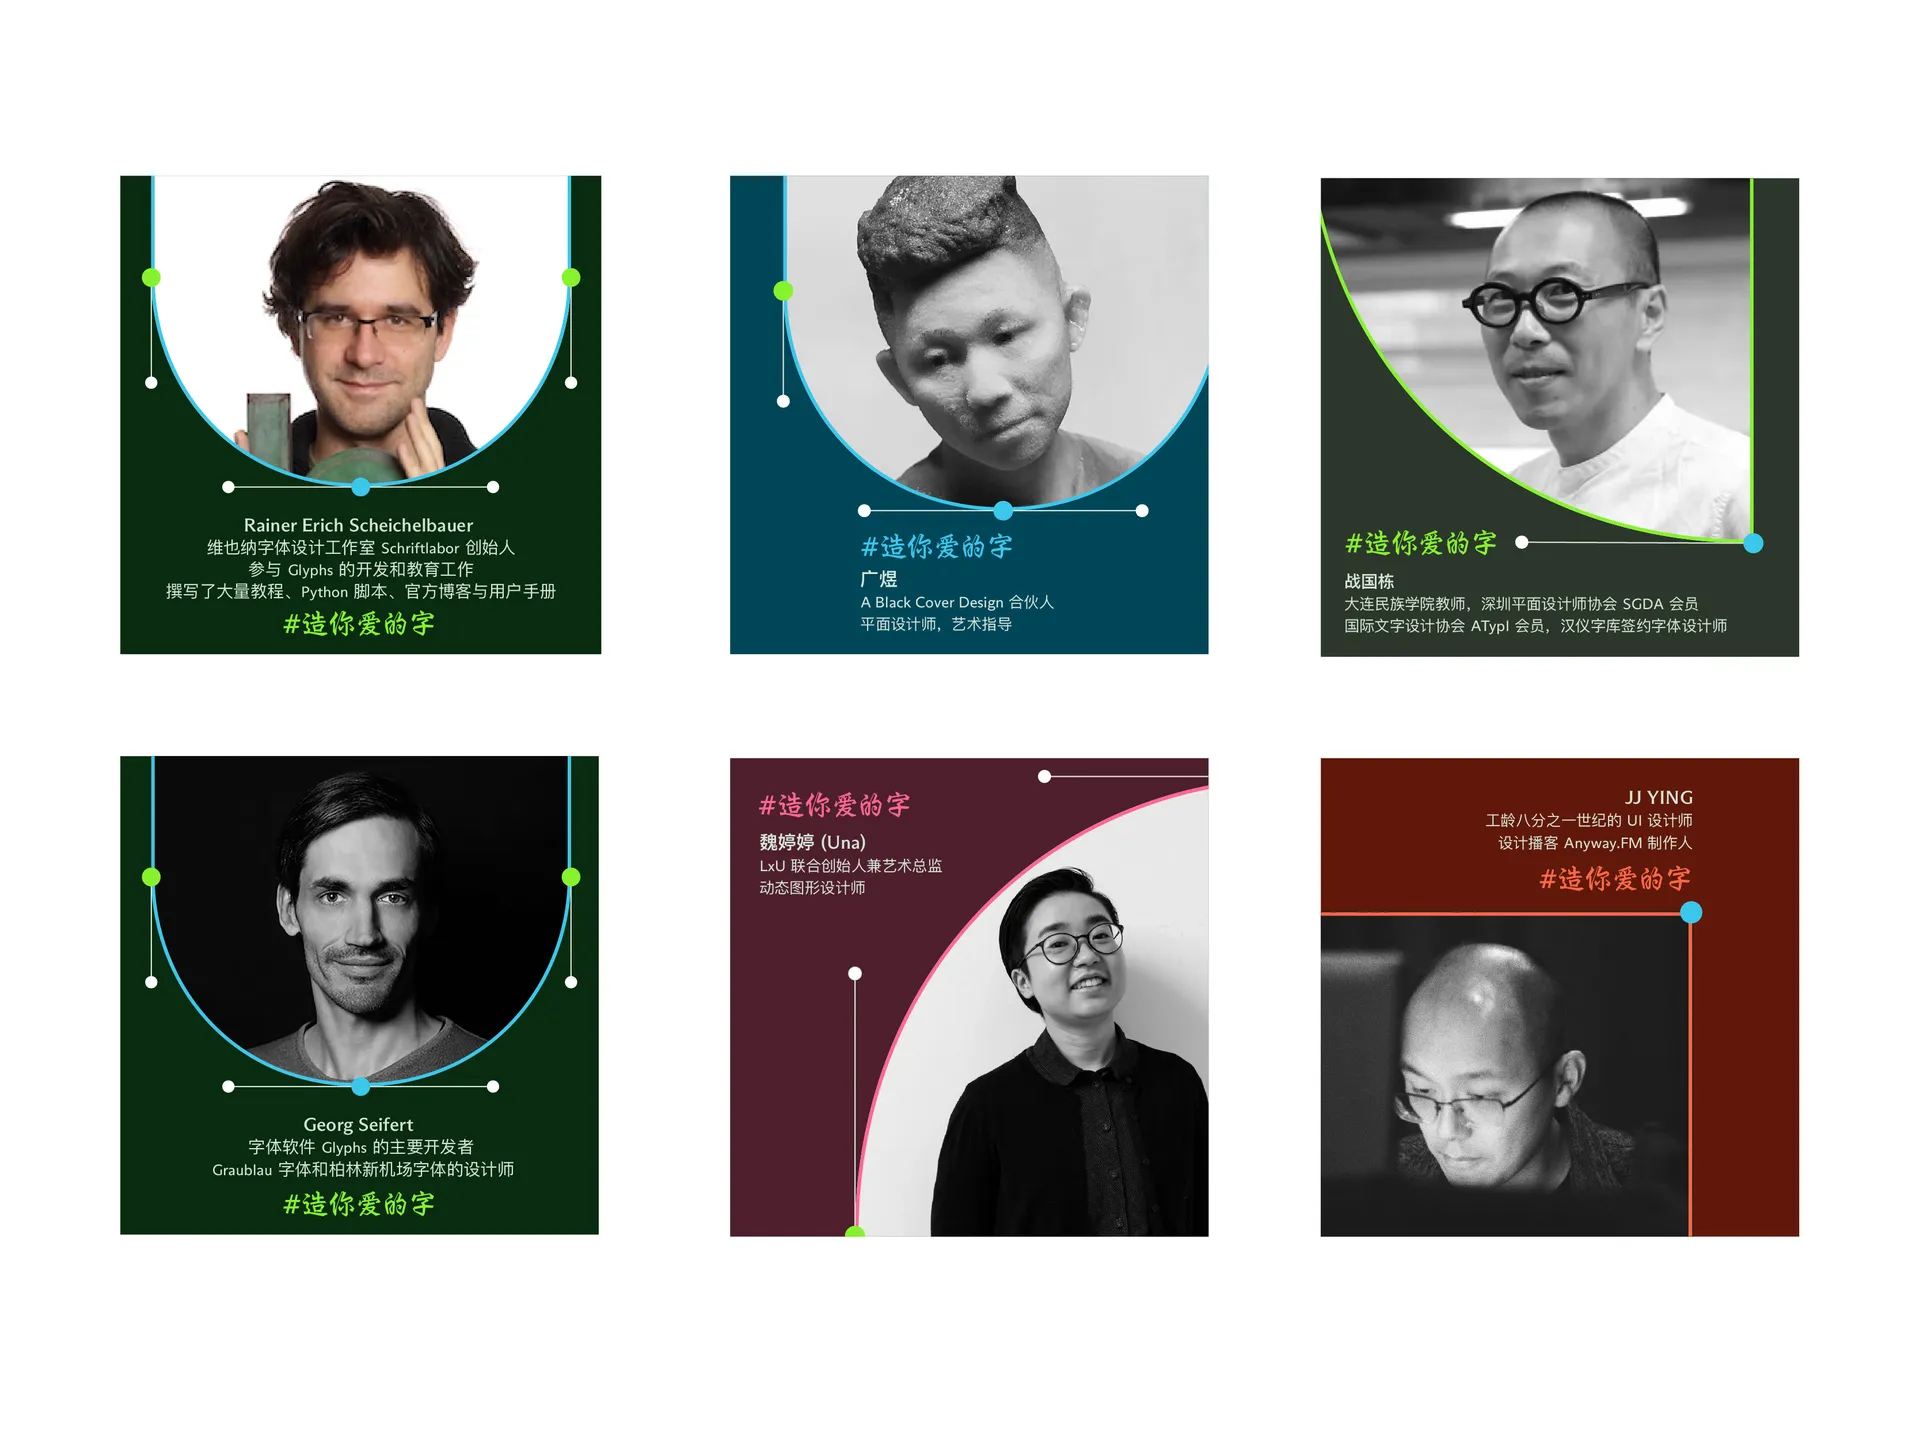 Rainer Erich Scheichelbauer
维也纳字体设计工作室 Schriftlabor 创始人
参与 Glyphs 的开发和教育工作
撰写了大量教程、Python 脚本、官方博客与用户手册
#造你爱的字
#造你爱的字
广煜
A Black Cover Design 合伙人
平面设计师，艺术指导
#造你爱的字
战国栋
大连民族学院教师，深圳平面设计师协会 SGDA 会员
国际文字设计协会 ATypI 会员，汉仪字库签约字体设计师
Georg Seifert
字体软件 Glyphs 的主要开发者
Graublau 字体和柏林新机场字体的设计师
#造你爱的字
#造你爱的字
魏婷婷 (Una)
LxU 联合创始人兼艺术总监
动态图形设计师
JJ YING
工龄八分之一世纪的 UI 设计师
设计播客 Anyway.FM 制作人
#造你爱的字